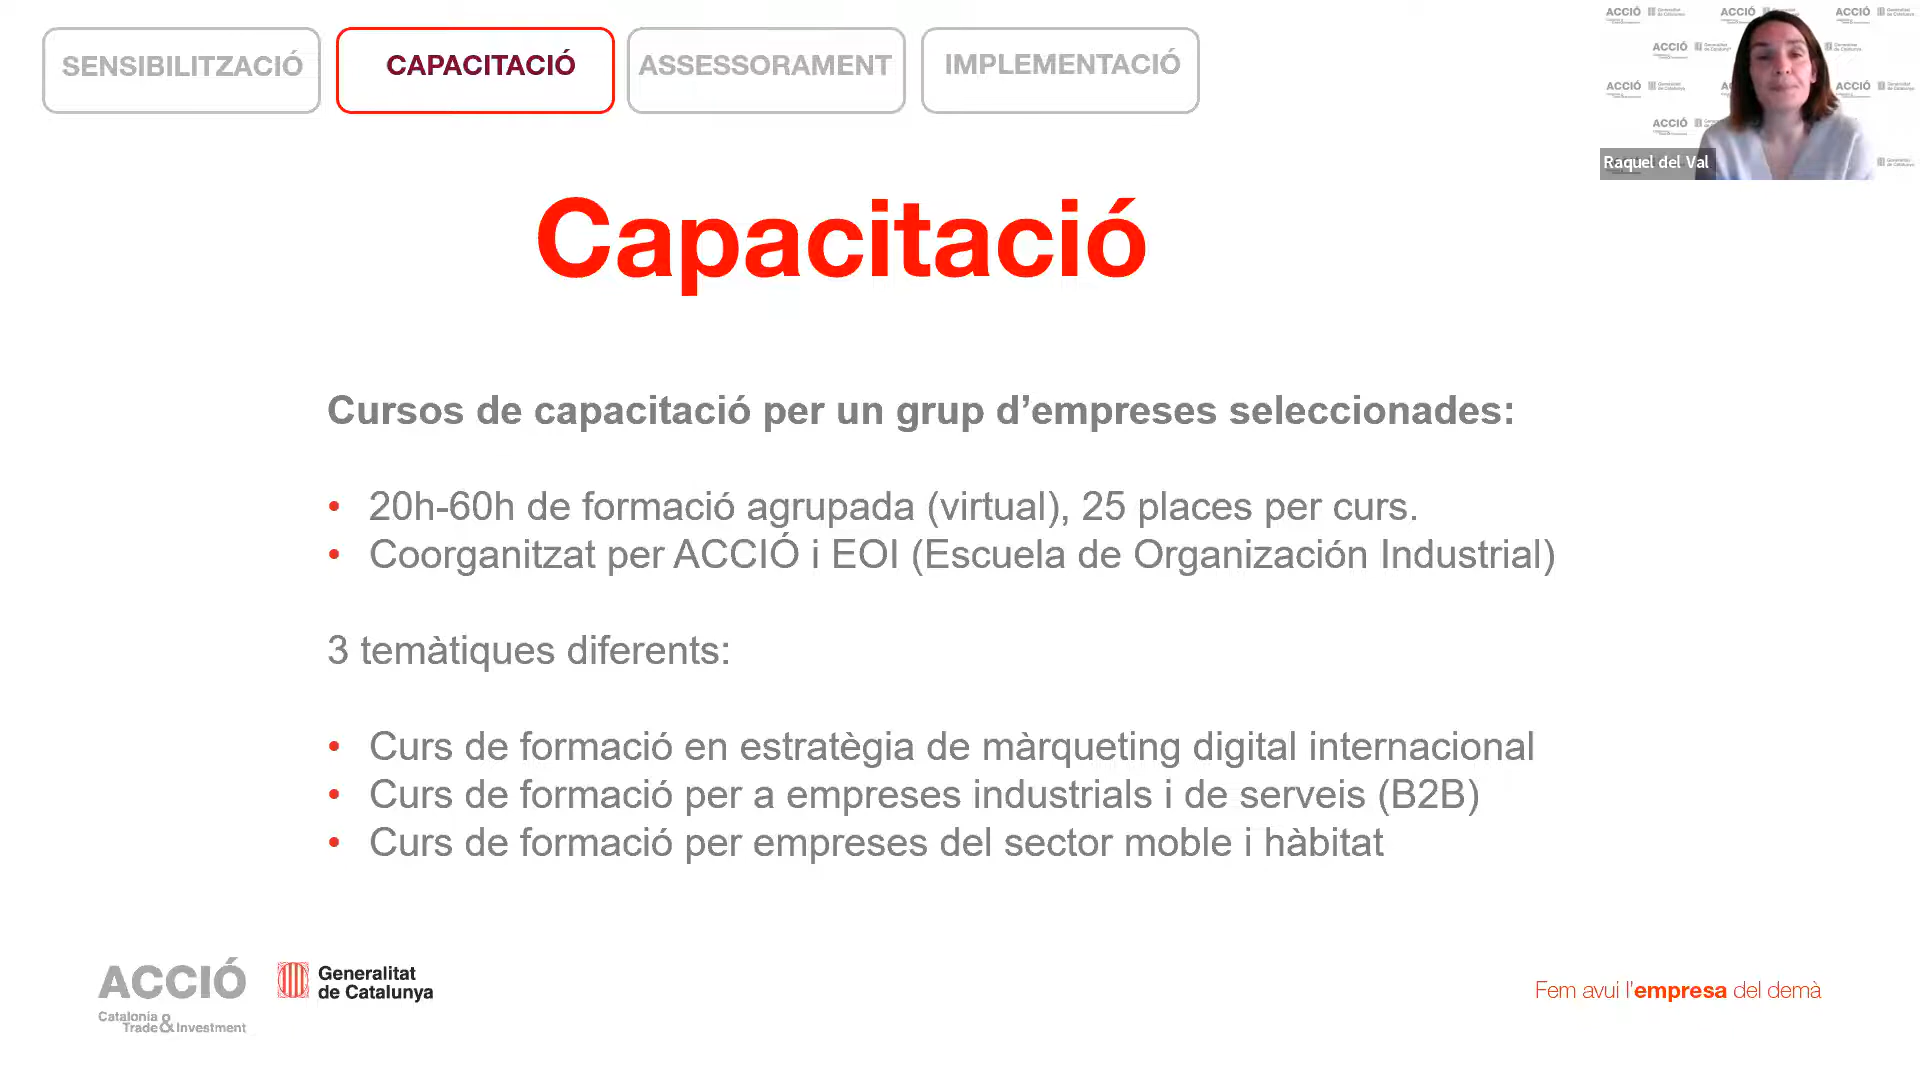 SENSIBILITZACIÓ
CAPACITACIÓ
ASSESSORAMENT
IMPLEMENTACIÓ
ACCIÓ
Generalitat de Catalunya
Raquel del Val
Capacitació
Cursos de capacitació per un grup d’empreses seleccionades:
• 20h-60h de formació agrupada (virtual), 25 places per curs.
• Coorganitzat per ACCIÓ i EOI (Escuela de Organización Industrial)
3 temàtiques diferents:
• Curs de formació en estratègia de màrqueting digital internacional
• Curs de formació per a empreses industrials i de serveis (B2B)
• Curs de formació per empreses del sector moble i hàbitat
ACCIÓ
Catalonia
Trade & Investment
Generalitat
de Catalunya
Fem avui l’empresa del demà